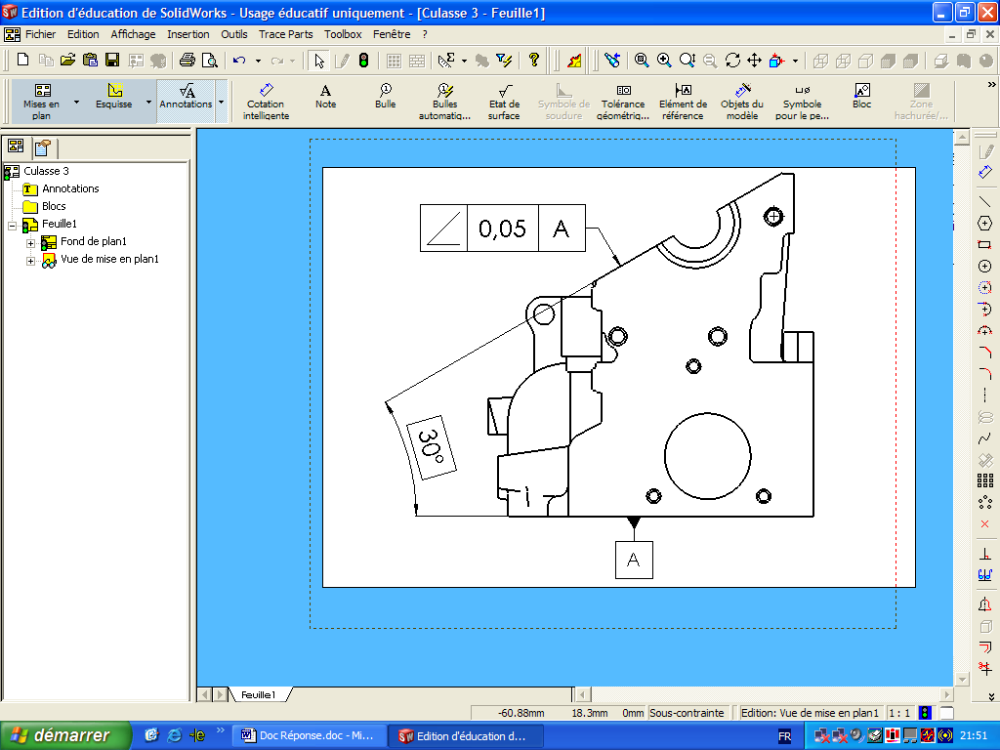 Edition d'éducation de SolidWorks - Usage éducatif uniquement - [Culasse 3 - Feuille1]
Fichier Edition Affichage Insertion Outils Trace Parts Toolbox Fenêtre ?
Mises en plan
Esquisse
Annotations
Cotation intelligente
Note
Bulle
Bulles automatiq...
Etat de surface
Symbole de soudure
Tolérance géométriq...
Elément de référence
Objets du modèle
Symbole pour le pe...
Bloc
Zone hachurée/...
Culasse 3
Annotations
Blocs
Feuille1
Fond de plan1
Vue de mise en plan1
0,05 A
30°
A
Feuille1
-60.88mm 18.3mm 0mm Sous-contrainte Edition: Vue de mise en plan1 1 : 1
démarrer
Doc Réponse.doc - Mi...
Edition d'éducation d...
FR
21:51